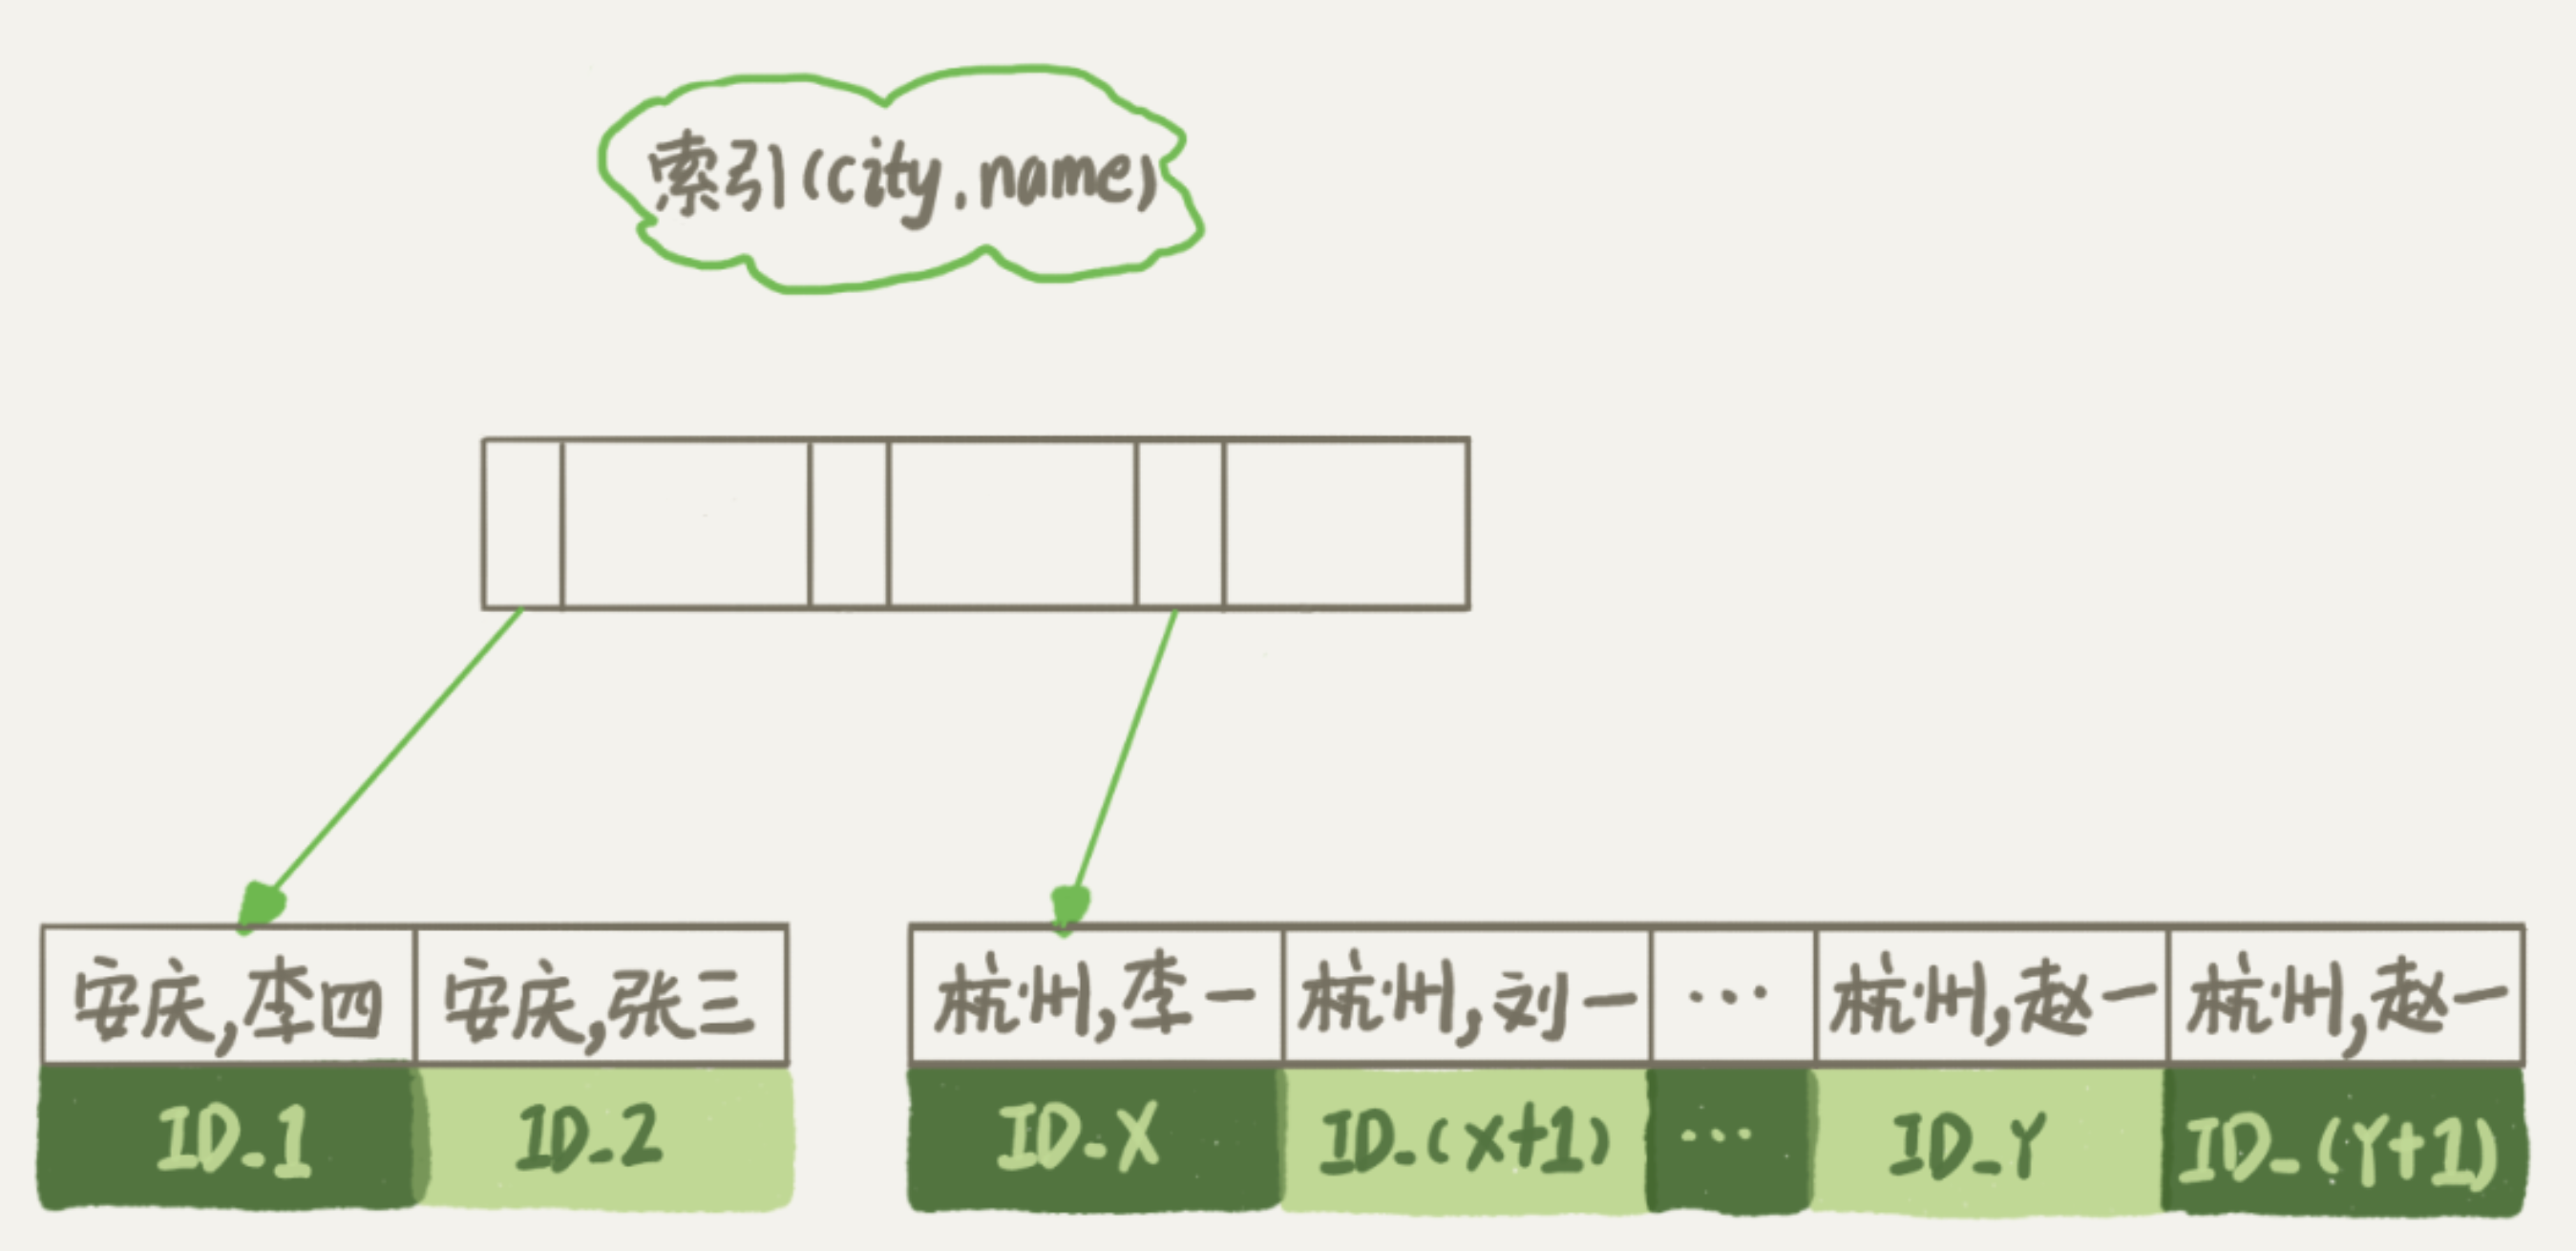 索引(city,name)
安庆,李四 安庆,张三 杭州,李一 杭州,刘一 ... 杭州,赵一 杭州,赵一
ID_1 ID_2 ID_X ID_(X+1) ... ID_Y ID_(Y+1)